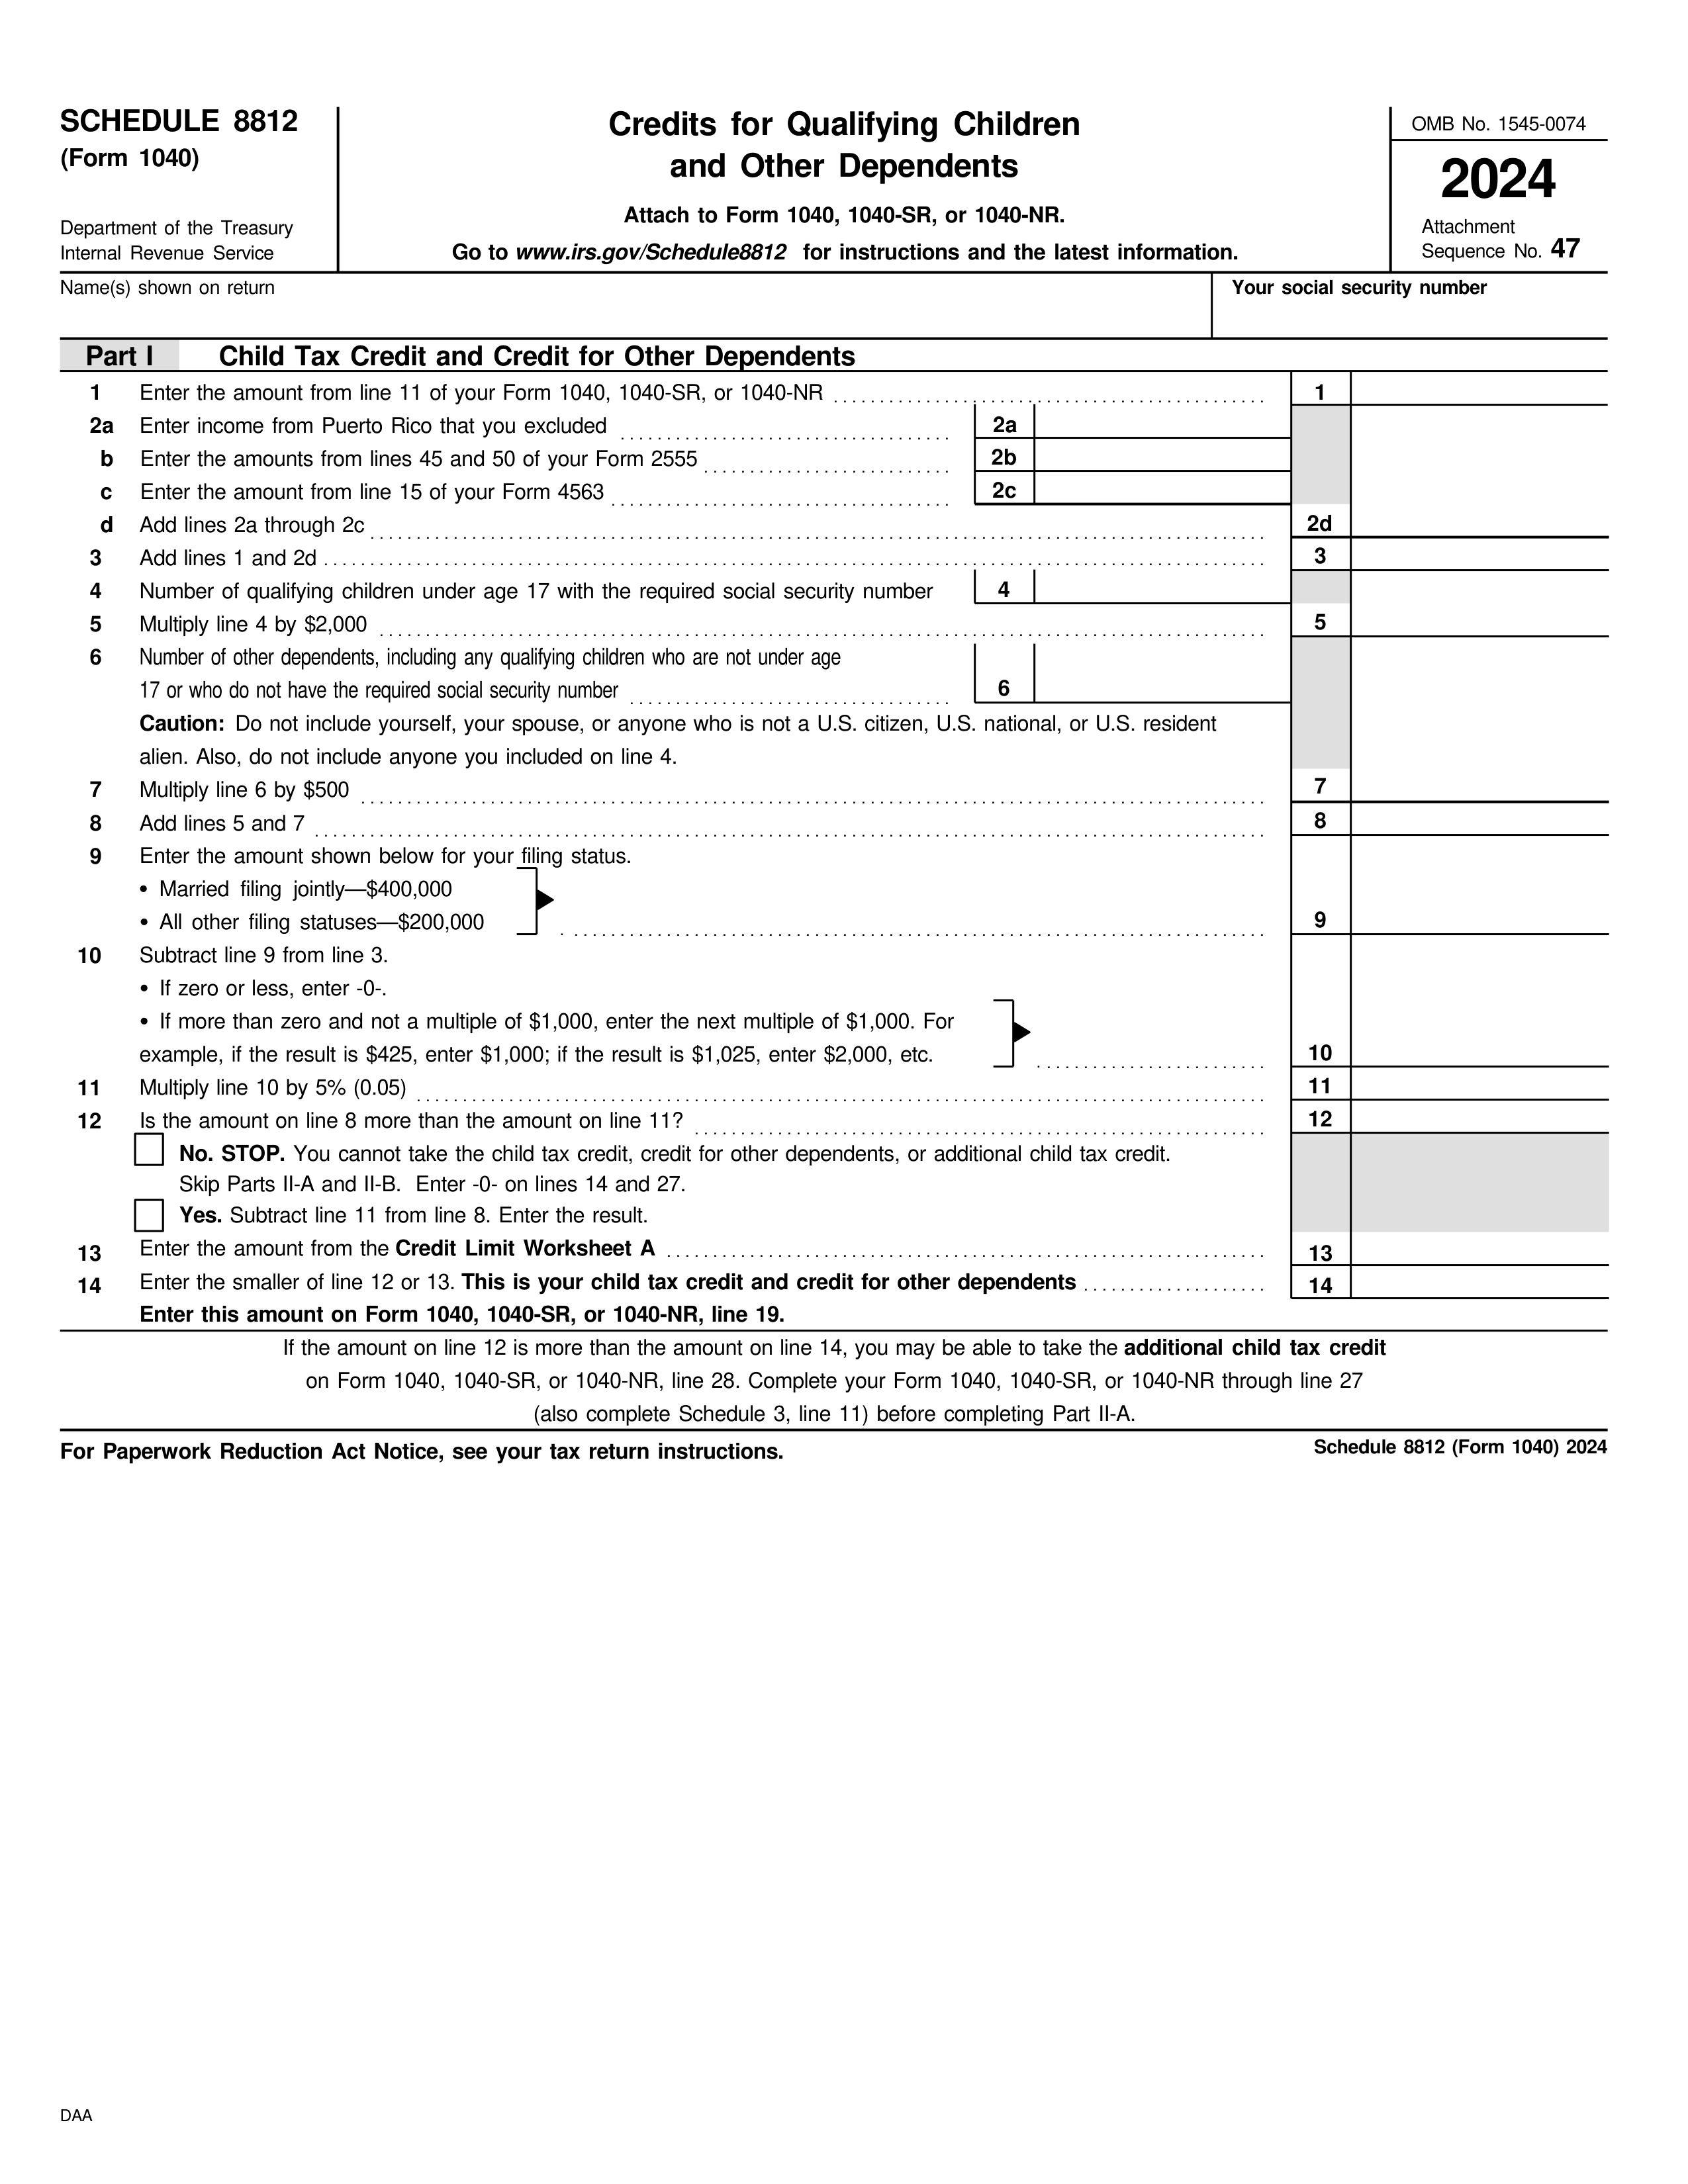 SCHEDULE 8812
(Form 1040)
Department of the Treasury
Internal Revenue Service
Credits for Qualifying Children
and Other Dependents
Attach to Form 1040, 1040-SR, or 1040-NR.
Go to www.irs.gov/Schedule8812 for instructions and the latest information.
OMB No. 1545-0074
2024
Attachment
Sequence No. 47
Name(s) shown on return
Your social security number
Part I Child Tax Credit and Credit for Other Dependents
1 Enter the amount from line 11 of your Form 1040, 1040-SR, or 1040-NR 1
2a Enter income from Puerto Rico that you excluded 2a
b Enter the amounts from lines 45 and 50 of your Form 2555 2b
c Enter the amount from line 15 of your Form 4563 2c
d Add lines 2a through 2c 2d
3 Add lines 1 and 2d 3
4 Number of qualifying children under age 17 with the required social security number 4
5 Multiply line 4 by $2,000 5
6 Number of other dependents, including any qualifying children who are not under age
17 or who do not have the required social security number 6
Caution: Do not include yourself, your spouse, or anyone who is not a U.S. citizen, U.S. national, or U.S. resident
alien. Also, do not include anyone you included on line 4.
7 Multiply line 6 by $500 7
8 Add lines 5 and 7 8
9 Enter the amount shown below for your filing status.
• Married filing jointly—$400,000
• All other filing statuses—$200,000 9
10 Subtract line 9 from line 3.
• If zero or less, enter -0-.
• If more than zero and not a multiple of $1,000, enter the next multiple of $1,000. For
example, if the result is $425, enter $1,000; if the result is $1,025, enter $2,000, etc. 10
11 Multiply line 10 by 5% (0.05) 11
12 Is the amount on line 8 more than the amount on line 11? 12
No. STOP. You cannot take the child tax credit, credit for other dependents, or additional child tax credit.
Skip Parts II-A and II-B. Enter -0- on lines 14 and 27.
Yes. Subtract line 11 from line 8. Enter the result.
13 Enter the amount from the Credit Limit Worksheet A 13
14 Enter the smaller of line 12 or 13. This is your child tax credit and credit for other dependents 14
Enter this amount on Form 1040, 1040-SR, or 1040-NR, line 19.
If the amount on line 12 is more than the amount on line 14, you may be able to take the additional child tax credit
on Form 1040, 1040-SR, or 1040-NR, line 28. Complete your Form 1040, 1040-SR, or 1040-NR through line 27
(also complete Schedule 3, line 11) before completing Part II-A.
For Paperwork Reduction Act Notice, see your tax return instructions.
Schedule 8812 (Form 1040) 2024
DAA